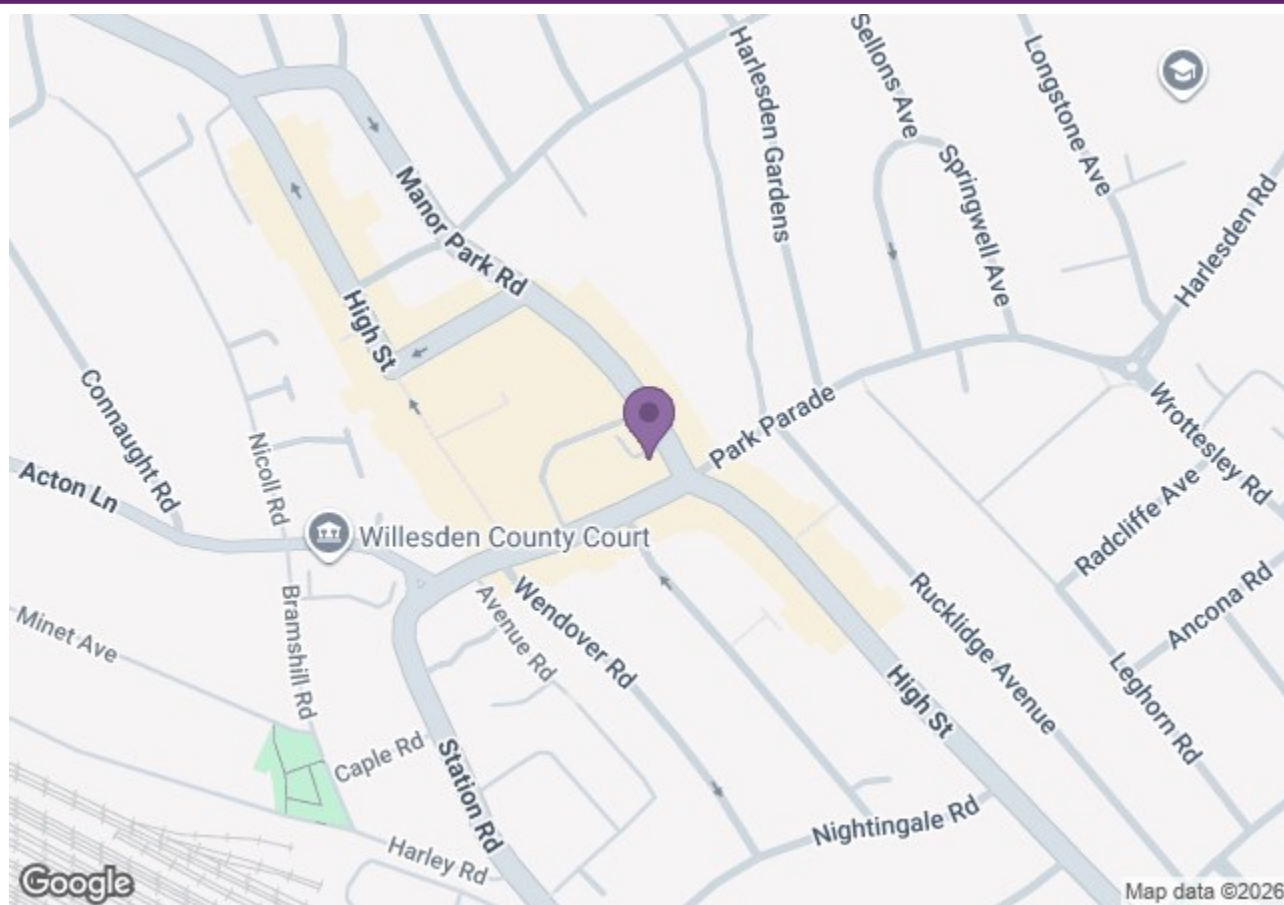 Sellons Ave
Longstone Ave
Harlesden Gardens
Springwell Ave
Manor Park Rd
Harlesden Rd
High St
Connaught Rd
Park Parade
Wrottesley Rd
Nicoll Rd
Acton Ln
Radcliffe Ave
Willesden County Court
Ancona Rd
Rucklidge Avenue
Bramshill Rd
Avenue Rd
Wendover Rd
Minet Ave
Leghorn Rd
High St
Caple Rd
Station Rd
Nightingale Rd
Harley Rd
Google
Map data ©2026